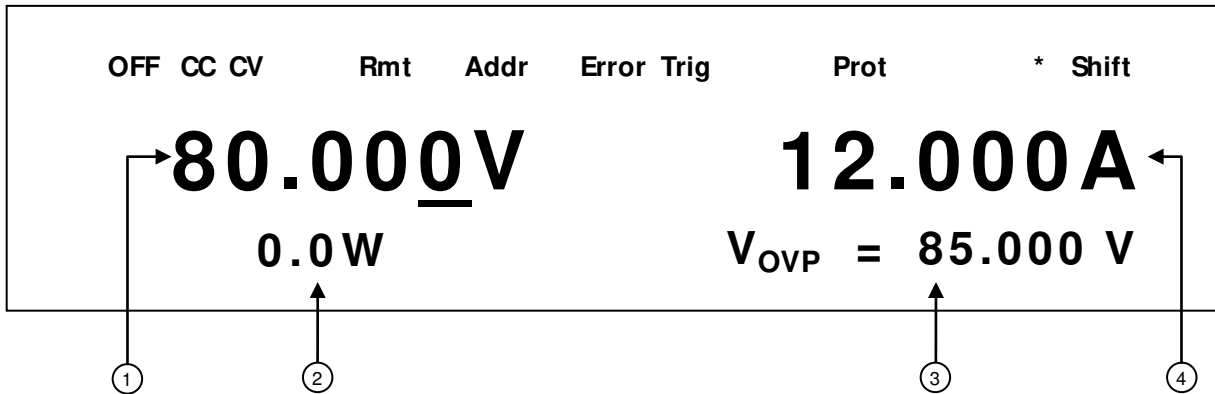 OFF CC CV Rmt Addr Error Trig Prot * Shift
80.000V 12.000A
0.0W V_OVP = 85.000 V
1 2 3 4